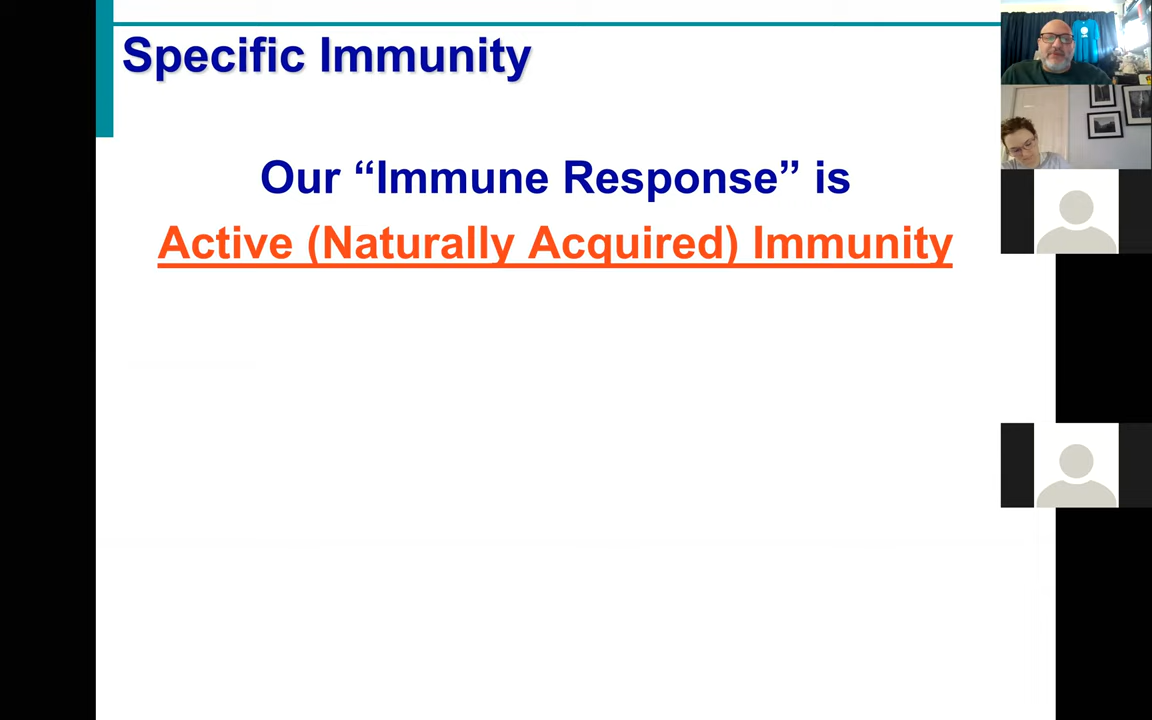 Specific Immunity
Our “Immune Response” is
Active (Naturally Acquired) Immunity